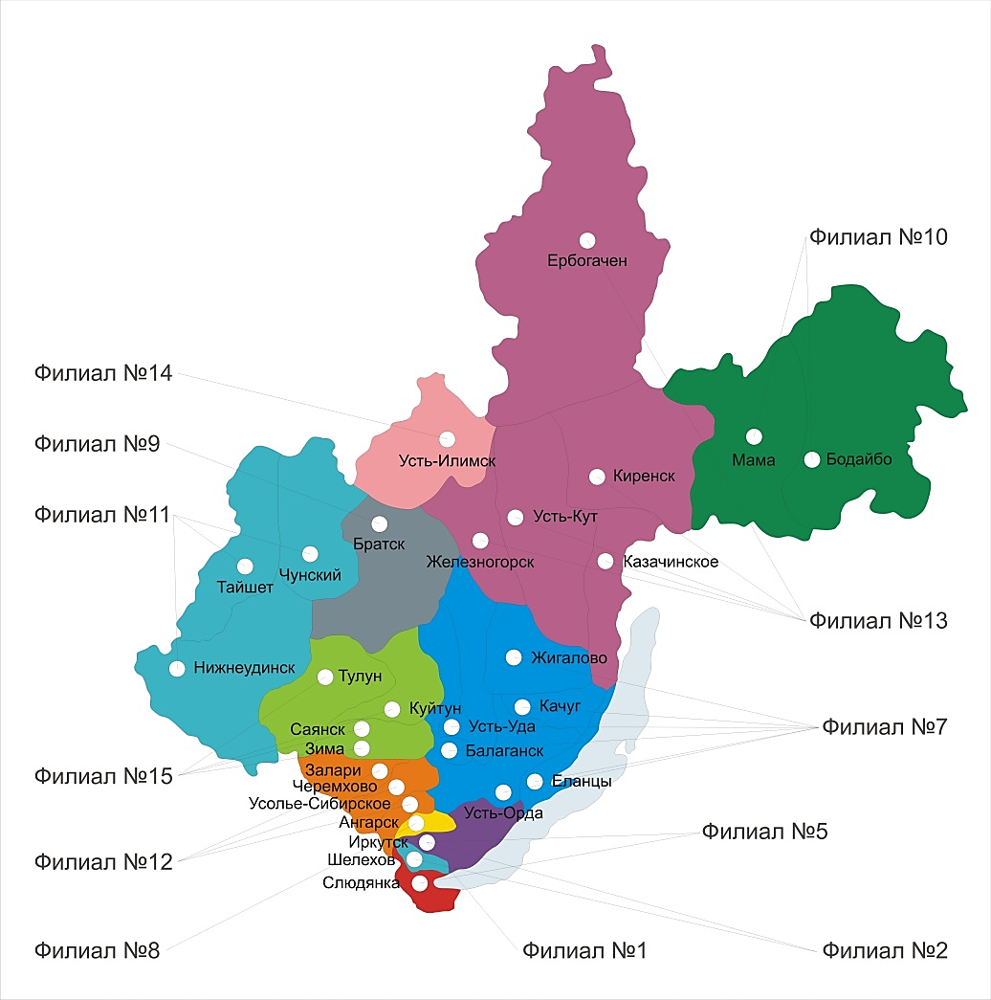 Филиал №10
Ербогачен
Филиал №14
Филиал №9
Усть-Илимск
Мама
Бодайбо
Киренск
Филиал №11
Усть-Кут
Братск
Железногорск
Казачинское
Чунский
Тайшет
Филиал №13
Жигалово
Нижнеудинск
Тулун
Качуг
Куйтун
Усть-Уда
Филиал №7
Саянск
Зима
Балаганск
Залари
Филиал №15
Еланцы
Черемхово
Усолье-Сибирское
Усть-Орда
Ангарск
Филиал №5
Иркутск
Шелехов
Филиал №12
Слюдянка
Филиал №8
Филиал №1
Филиал №2